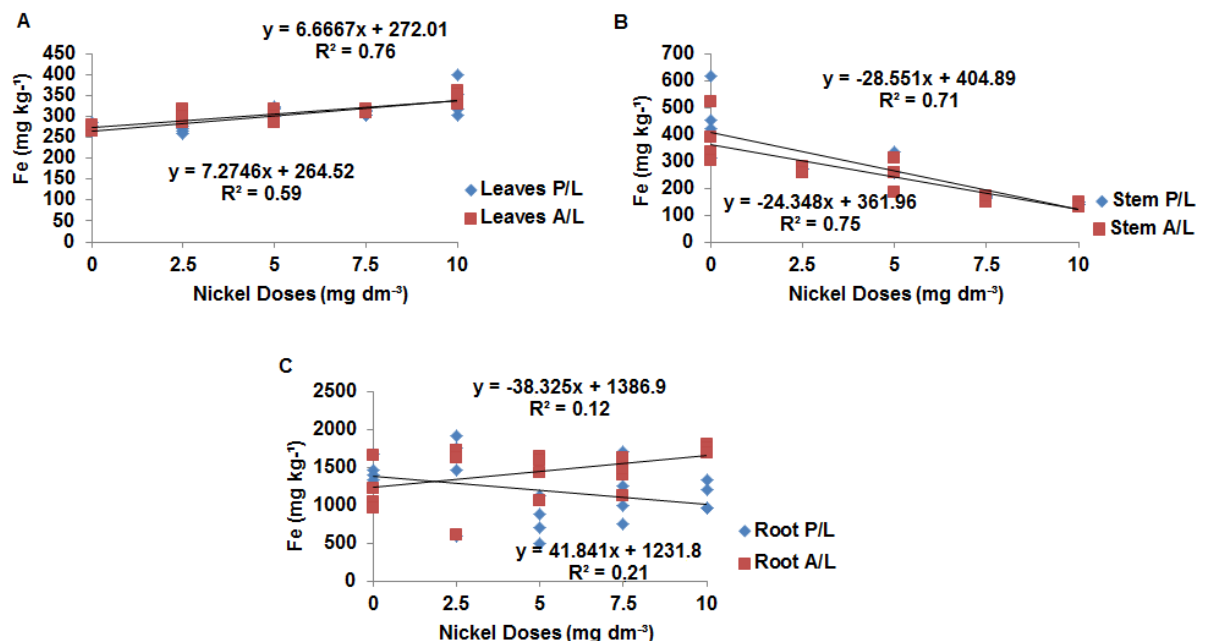 A
y = 6.6667x + 272.01
R² = 0.76
450
400
350
300
250
200
150
100
50
0
Fe (mg kg-¹)
y = 7.2746x + 264.52
R² = 0.59
Leaves P/L
Leaves A/L
0 2.5 5 7.5 10
Nickel Doses (mg dm⁻³)
B
y = -28.551x + 404.89
R² = 0.71
700
600
500
400
300
200
100
0
Fe (mg kg-¹)
y = -24.348x + 361.96
R² = 0.75
Stem P/L
Stem A/L
0 2.5 5 7.5 10
Nickel Doses (mg dm⁻³)
C
y = -38.325x + 1386.9
R² = 0.12
2500
2000
1500
1000
500
0
Fe (mg kg-¹)
y = 41.841x + 1231.8
R² = 0.21
Root P/L
Root A/L
0 2.5 5 7.5 10
Nickel Doses (mg dm⁻³)